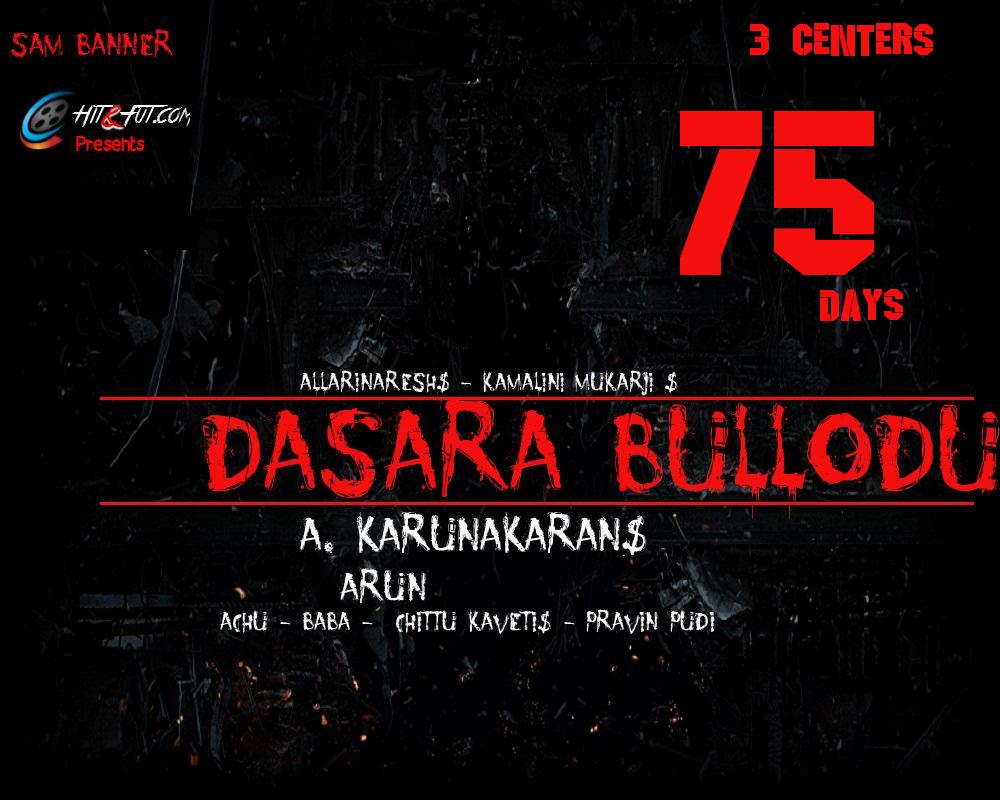 SAM BANNER
3 CENTERS
HIT&FUT.COM
Presents
75
DAYS
ALLARINARESH$ - KAMALINI MUKARJI $
DASARA BULLODU
A. KARUNAKARAN$
ARUN
ACHU - BABA - CHITTU KAVETI$ - PRAVIN PUDI